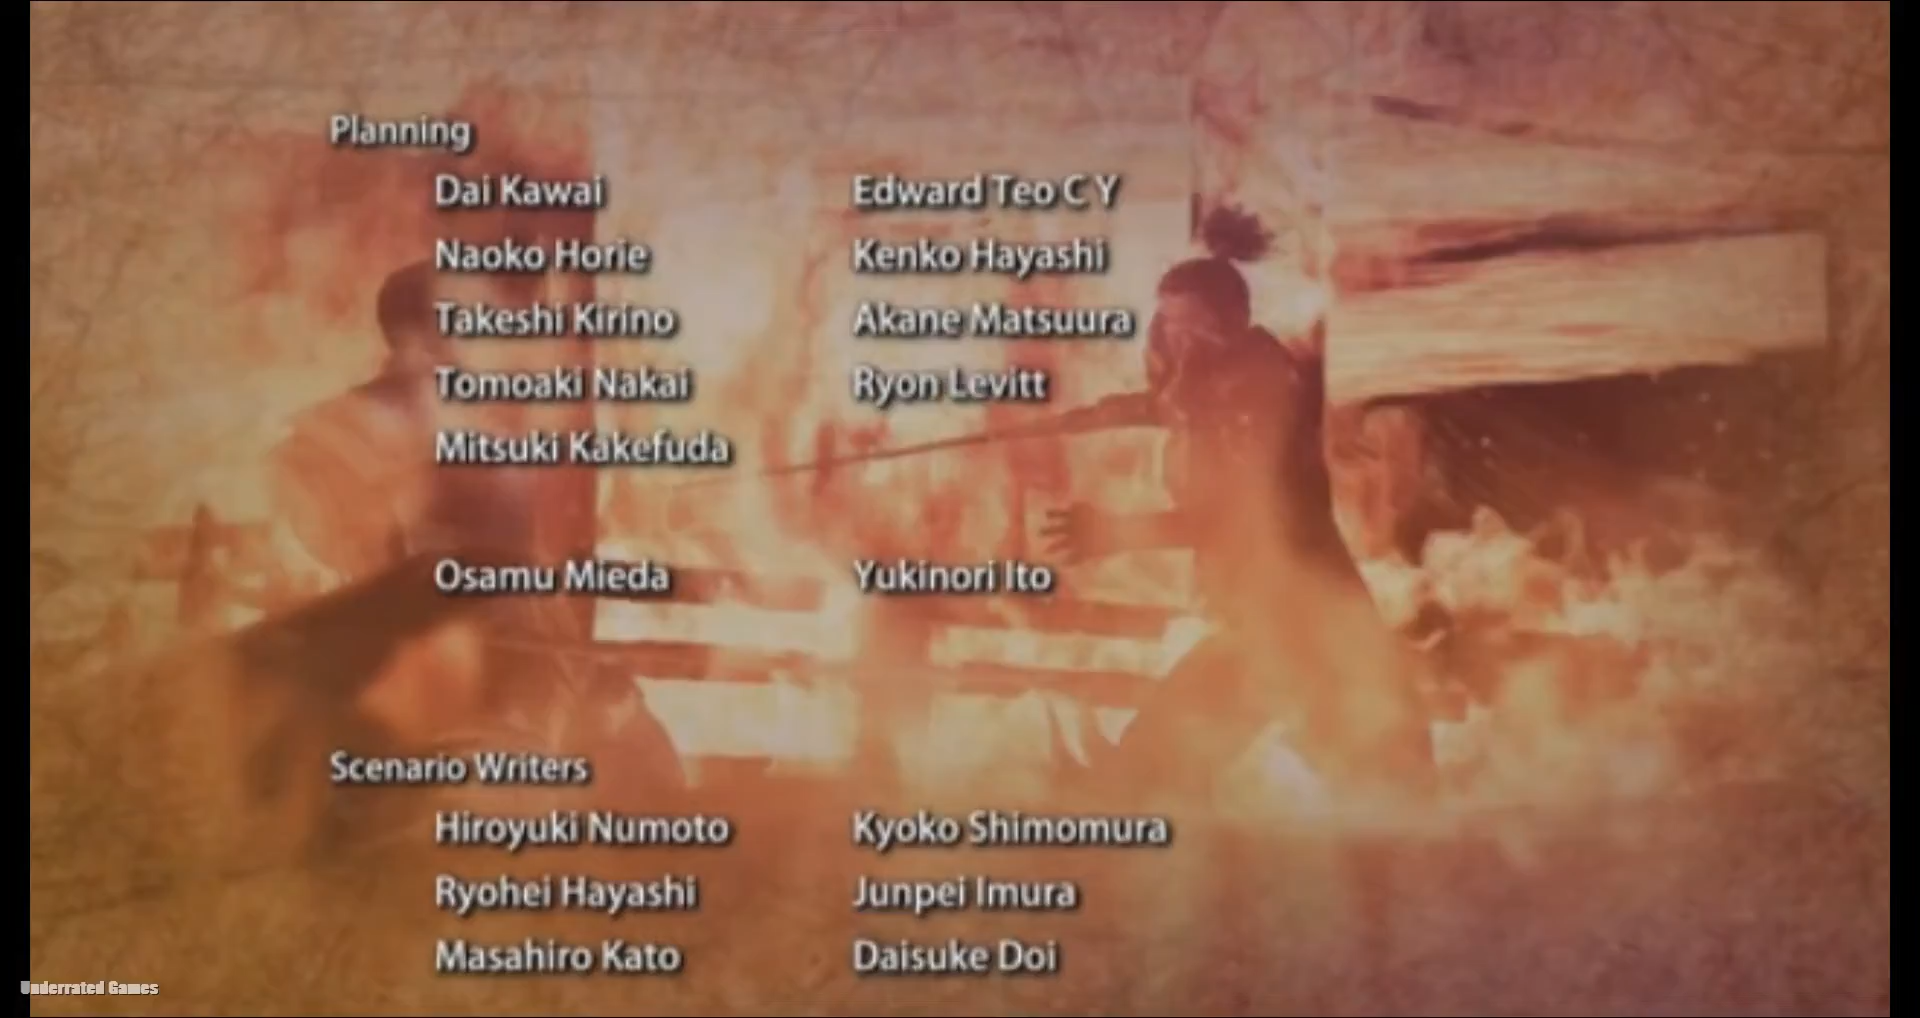 Planning
Dai Kawai Edward Teo C Y
Naoko Horie Kenko Hayashi
Takeshi Kirino Akane Matsuura
Tomoaki Nakai Ryon Levitt
Mitsuki Kakefuda
Osamu Mieda Yukinori Ito
Scenario Writers
Hiroyuki Numoto Kyoko Shimomura
Ryohei Hayashi Junpei Imura
Masahiro Kato Daisuke Doi
Underrated Games